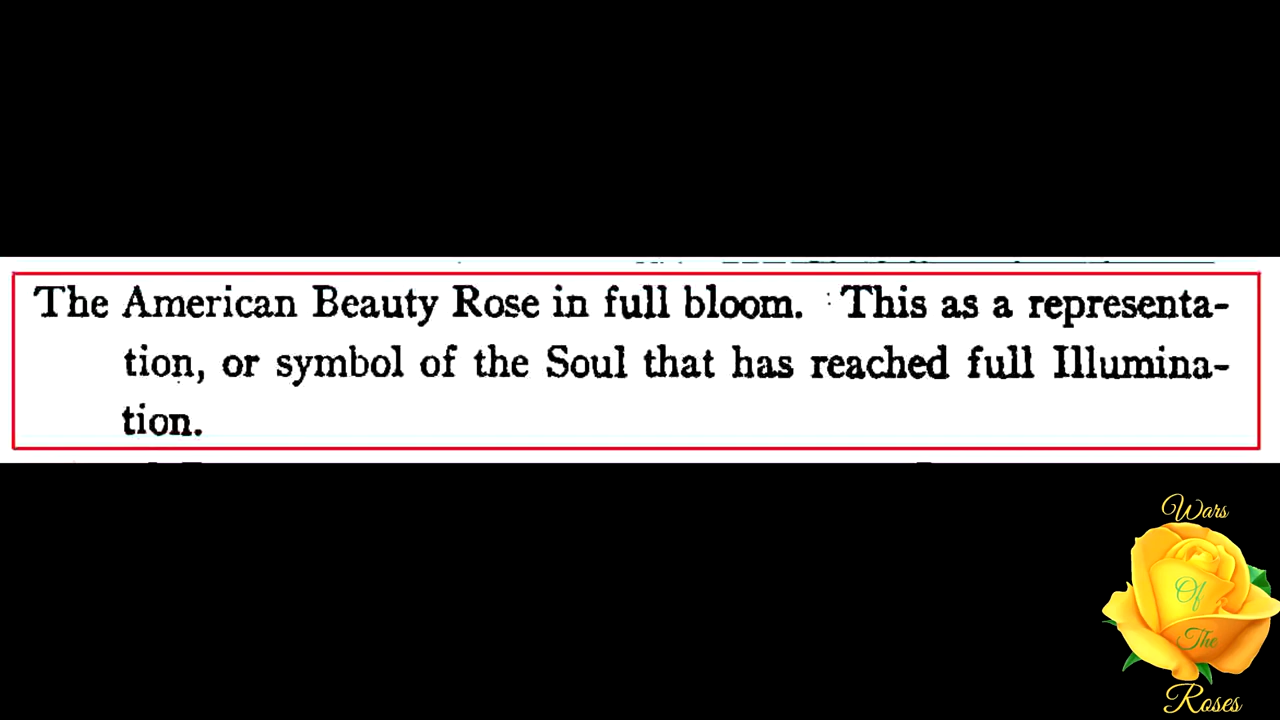 The American Beauty Rose in full bloom. This as a representa-
tion, or symbol of the Soul that has reached full Illumina-
tion.
Wars
Of
The
Roses